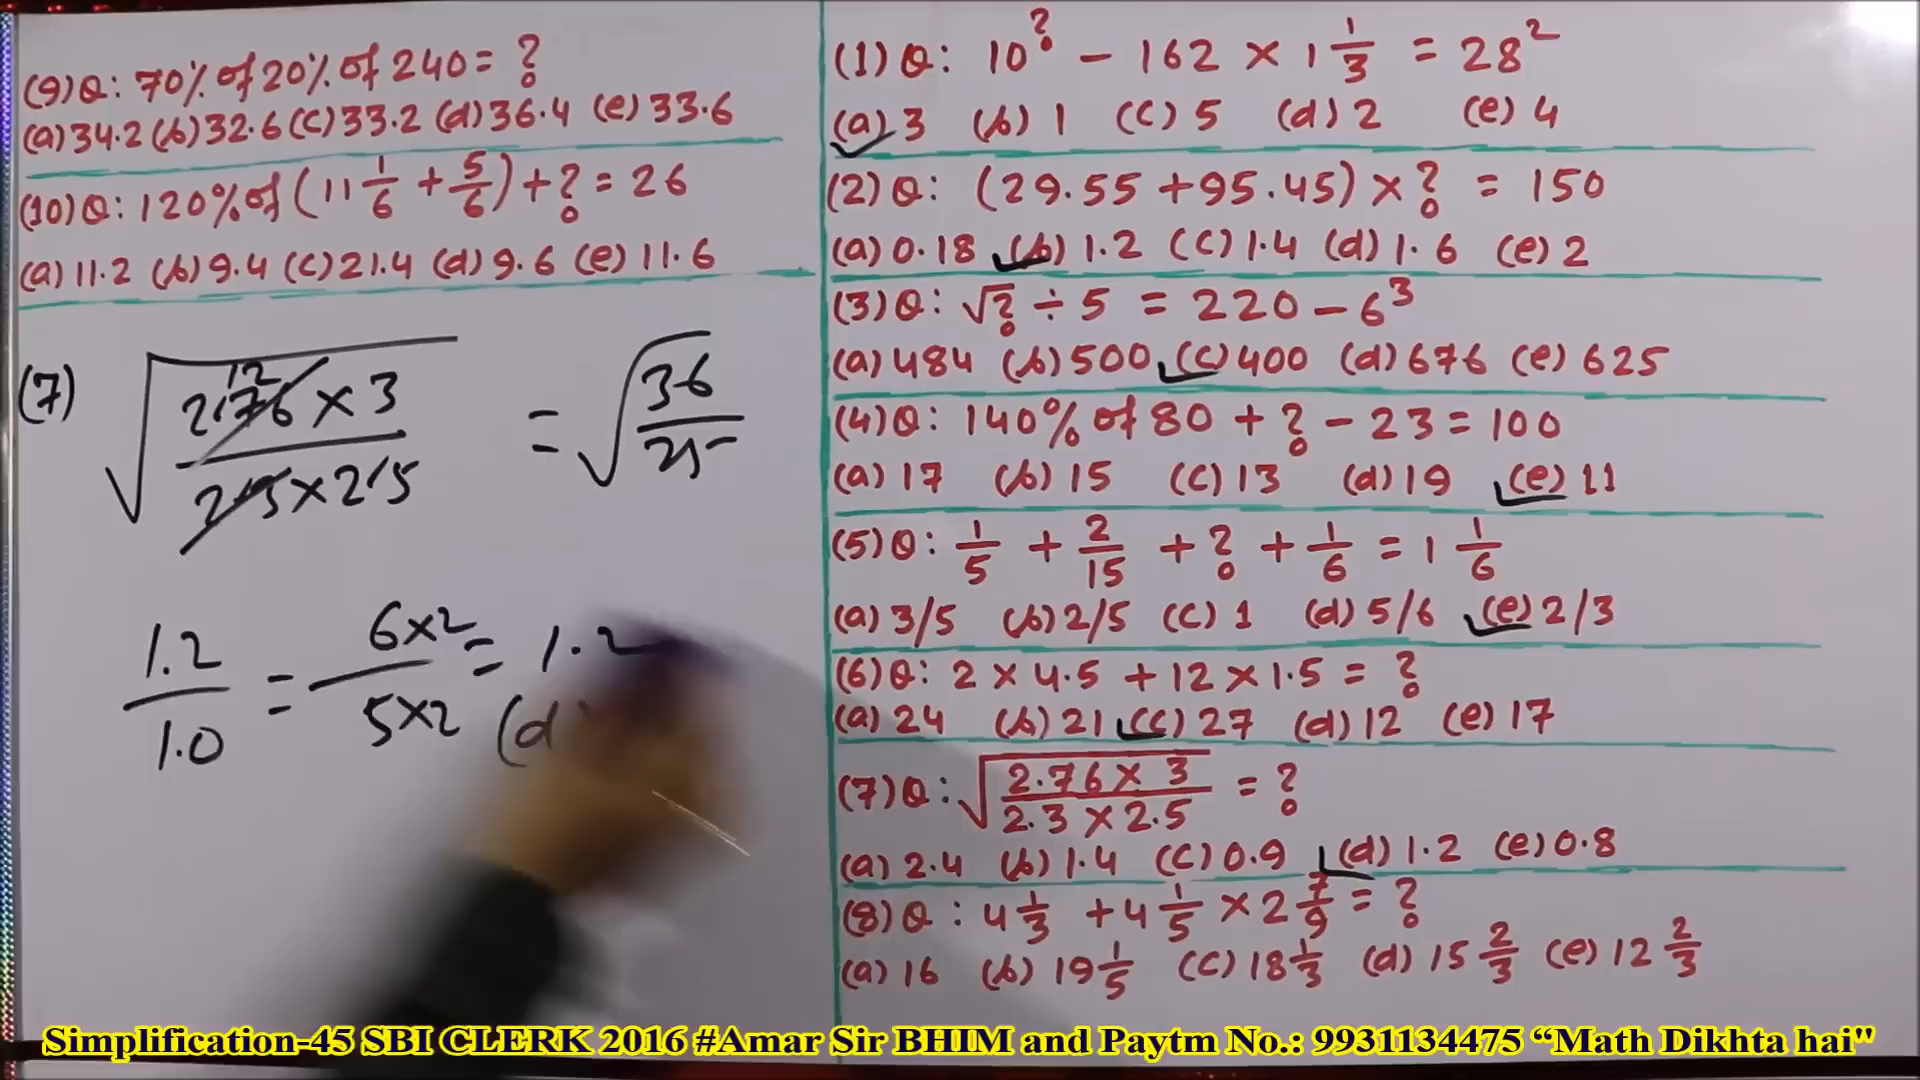 (9)Q: 70% of 20% of 240 = ?
(a) 34.2 (b) 32.6 (c) 33.2 (d) 36.4 (e) 33.6
(10)Q: 120% of (11 1/6 + 5/6) + ? = 26
(a) 11.2 (b) 9.4 (c) 21.4 (d) 9.6 (e) 11.6
(7) √(2.76 × 3 / 2.3 × 2.5) = √(36/25)
12
1.2/1.0 = 6×2/5×2 = 1.2
(d)
(1) Q: 10^? − 162 × 1 1/3 = 28²
(a) 3 (b) 1 (c) 5 (d) 2 (e) 4
(2) Q: (29.55 + 95.45) × ? = 150
(a) 0.18 (b) 1.2 (c) 1.4 (d) 1.6 (e) 2
(3) Q: √? ÷ 5 = 220 − 6³
(a) 484 (b) 500 (c) 400 (d) 676 (e) 625
(4) Q: 140% of 80 + ? − 23 = 100
(a) 17 (b) 15 (c) 13 (d) 19 (e) 11
(5) Q: 1/5 + 2/15 + ? + 1/6 = 1 1/6
(a) 3/5 (b) 2/5 (c) 1 (d) 5/6 (e) 2/3
(6) Q: 2 × 4.5 + 12 × 1.5 = ?
(a) 24 (b) 21 (c) 27 (d) 12 (e) 17
(7) Q: √(2.76 × 3 / 2.3 × 2.5) = ?
(a) 2.4 (b) 1.4 (c) 0.9 (d) 1.2 (e) 0.8
(8) Q: 4 1/3 + 4 1/5 × 2 7/9 = ?
(a) 16 (b) 19 1/5 (c) 18 1/3 (d) 15 2/3 (e) 12 2/3
Simplification-45 SBI CLERK 2016 #Amar Sir BHIM and Paytm No.: 9931134475 “Math Dikhta hai"